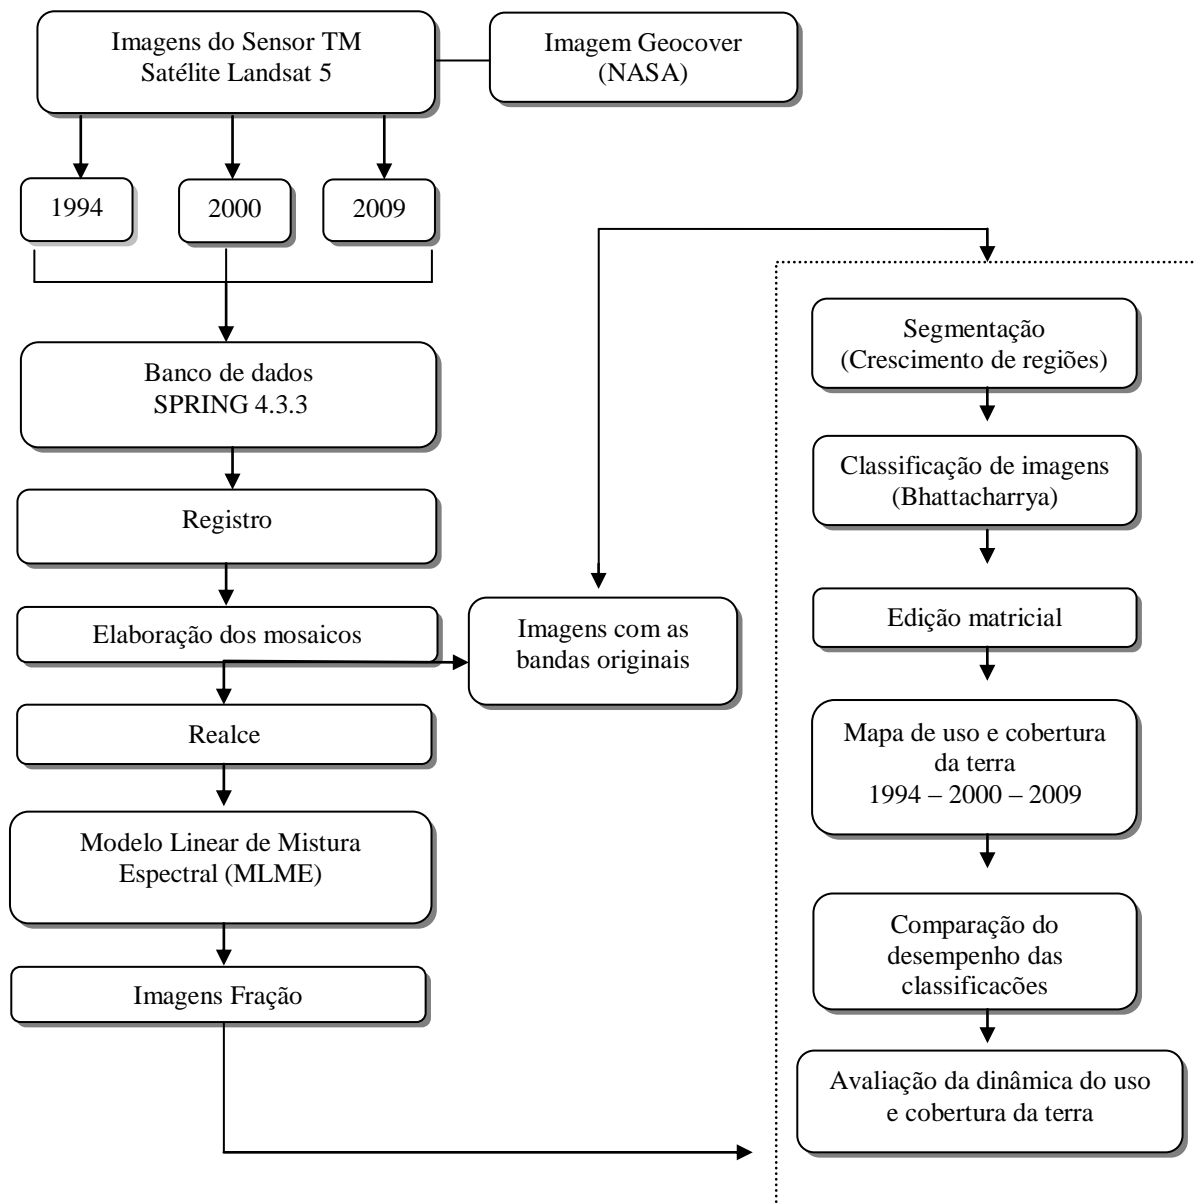 Imagens do Sensor TM
Satélite Landsat 5
Imagem Geocover
(NASA)
1994
2000
2009
Banco de dados
SPRING 4.3.3
Registro
Elaboração dos mosaicos
Imagens com as
bandas originais
Realce
Modelo Linear de Mistura
Espectral (MLME)
Imagens Fração
Segmentação
(Crescimento de regiões)
Classificação de imagens
(Bhattacharrya)
Edição matricial
Mapa de uso e cobertura
da terra
1994 – 2000 – 2009
Comparação do
desempenho das
classificacões
Avaliação da dinâmica do uso
e cobertura da terra